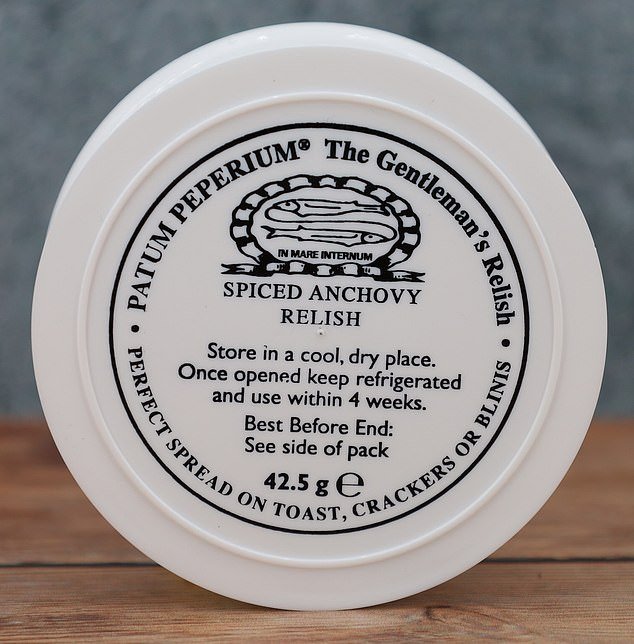 PATUM PEPERIUM® The Gentleman's Relish
IN MARE INTERNUM
SPICED ANCHOVY
RELISH
Store in a cool, dry place.
Once opened keep refrigerated
and use within 4 weeks.
Best Before End:
See side of pack
42.5 g ℮
• PERFECT SPREAD ON TOAST, CRACKERS OR BLINIS •